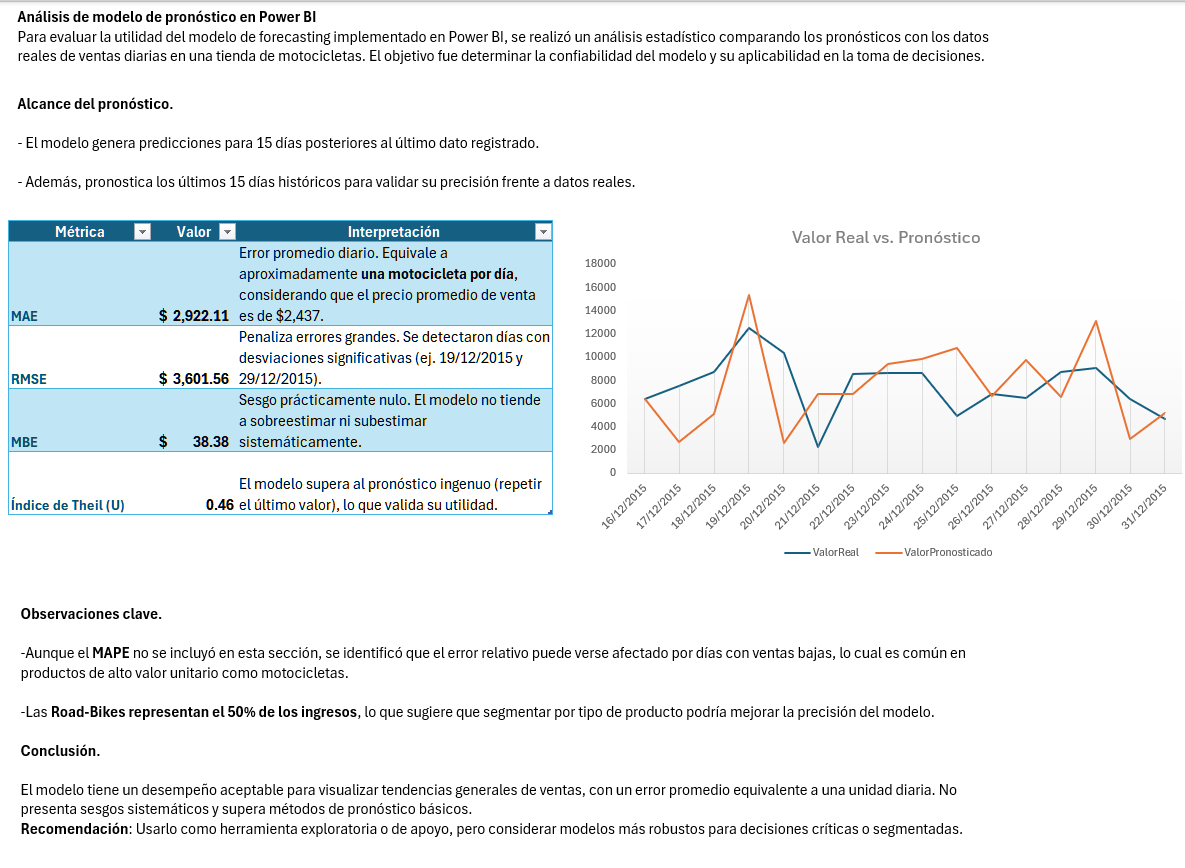 Análisis de modelo de pronóstico en Power BI
Para evaluar la utilidad del modelo de forecasting implementado en Power BI, se realizó un análisis estadístico comparando los pronósticos con los datos
reales de ventas diarias en una tienda de motocicletas. El objetivo fue determinar la confiabilidad del modelo y su aplicabilidad en la toma de decisiones.
Alcance del pronóstico.
- El modelo genera predicciones para 15 días posteriores al último dato registrado.
- Además, pronostica los últimos 15 días históricos para validar su precisión frente a datos reales.
Métrica Valor Interpretación
Error promedio diario. Equivale a
aproximadamente una motocicleta por día,
considerando que el precio promedio de venta
MAE $ 2,922.11 es de $2,437.
Penaliza errores grandes. Se detectaron días con
desviaciones significativas (ej. 19/12/2015 y
RMSE $ 3,601.56 29/12/2015).
Sesgo prácticamente nulo. El modelo no tiende
a sobreestimar ni subestimar
MBE $ 38.38 sistemáticamente.
El modelo supera al pronóstico ingenuo (repetir
Índice de Theil (U) 0.46 el último valor), lo que valida su utilidad.
Valor Real vs. Pronóstico
18000
16000
14000
12000
10000
8000
6000
4000
2000
0
16/12/2015
17/12/2015
18/12/2015
19/12/2015
20/12/2015
21/12/2015
22/12/2015
23/12/2015
24/12/2015
25/12/2015
26/12/2015
27/12/2015
28/12/2015
29/12/2015
30/12/2015
31/12/2015
ValorReal ValorPronosticado
Observaciones clave.
-Aunque el MAPE no se incluyó en esta sección, se identificó que el error relativo puede verse afectado por días con ventas bajas, lo cual es común en
productos de alto valor unitario como motocicletas.
-Las Road-Bikes representan el 50% de los ingresos, lo que sugiere que segmentar por tipo de producto podría mejorar la precisión del modelo.
Conclusión.
El modelo tiene un desempeño aceptable para visualizar tendencias generales de ventas, con un error promedio equivalente a una unidad diaria. No
presenta sesgos sistemáticos y supera métodos de pronóstico básicos.
Recomendación: Usarlo como herramienta exploratoria o de apoyo, pero considerar modelos más robustos para decisiones críticas o segmentadas.